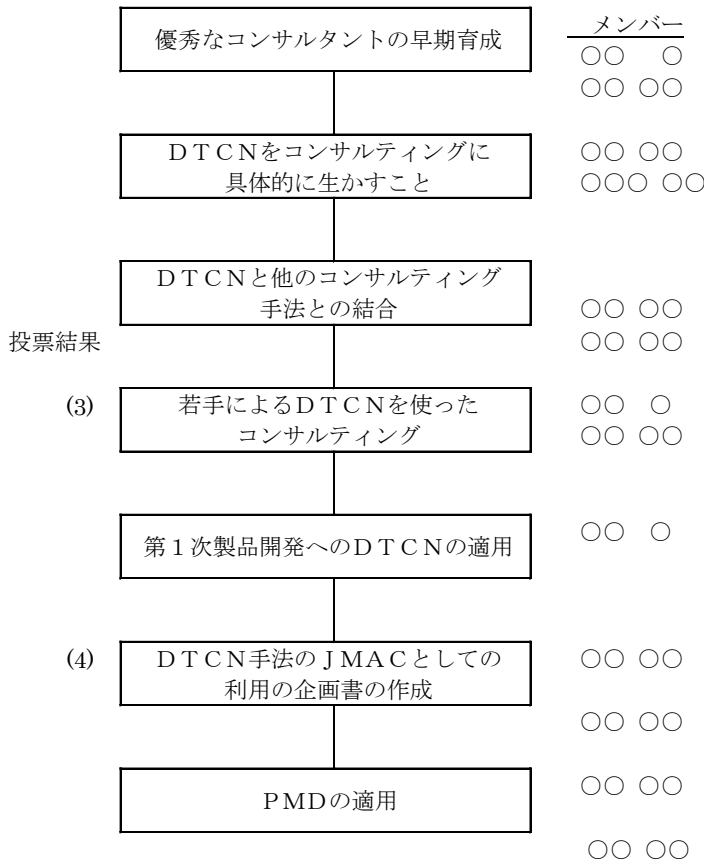 メンバー
優秀なコンサルタントの早期育成
○○　○
○○ ○○
ＤＴＣＮをコンサルティングに
具体的に生かすこと
○○ ○○
○○○ ○○
ＤＴＣＮと他のコンサルティング
手法との結合
○○ ○○
投票結果
○○ ○○
(3)
若手によるＤＴＣＮを使った
コンサルティング
○○　○
○○ ○○
第１次製品開発へのＤＴＣＮの適用
○○　○
(4)
ＤＴＣＮ手法のＪＭＡＣとしての
利用の企画書の作成
○○ ○○
○○ ○○
ＰＭＤの適用
○○ ○○
○○ ○○